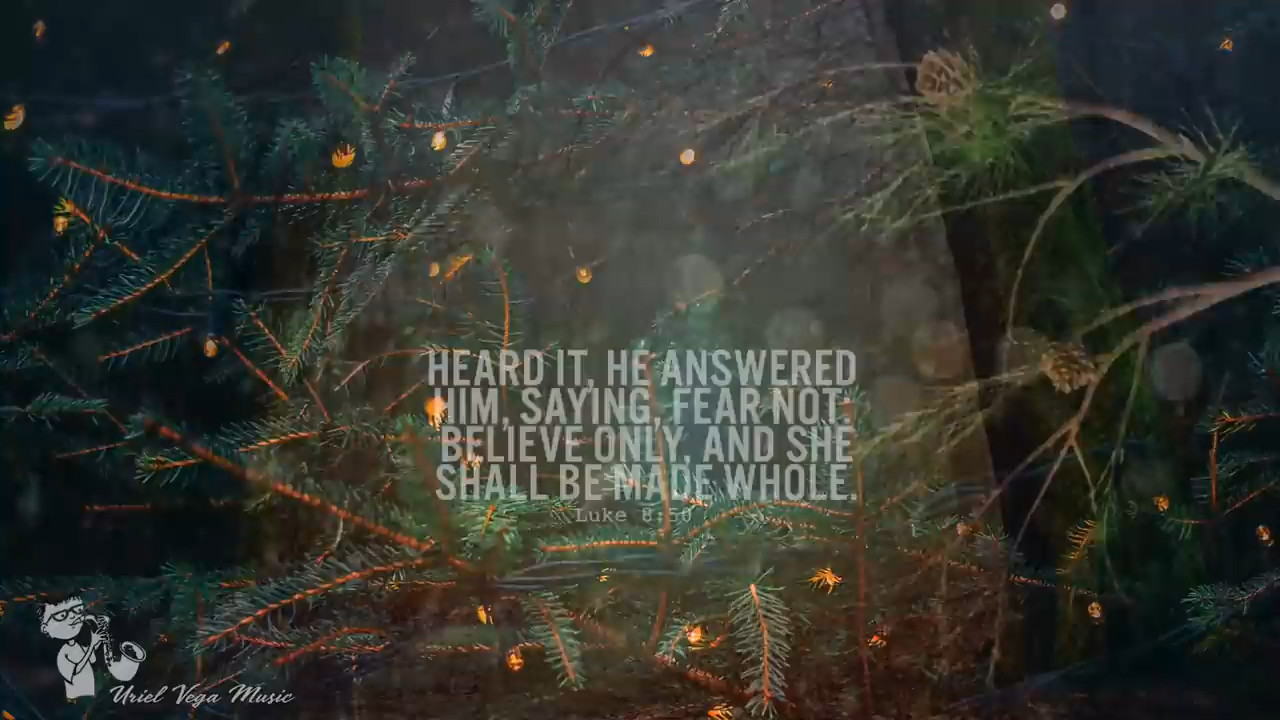 HEARD IT, HE ANSWERED
HIM, SAYING, FEAR NOT:
BELIEVE ONLY, AND SHE
SHALL BE MADE WHOLE.
Luke 8:50
Uriel Vega Music